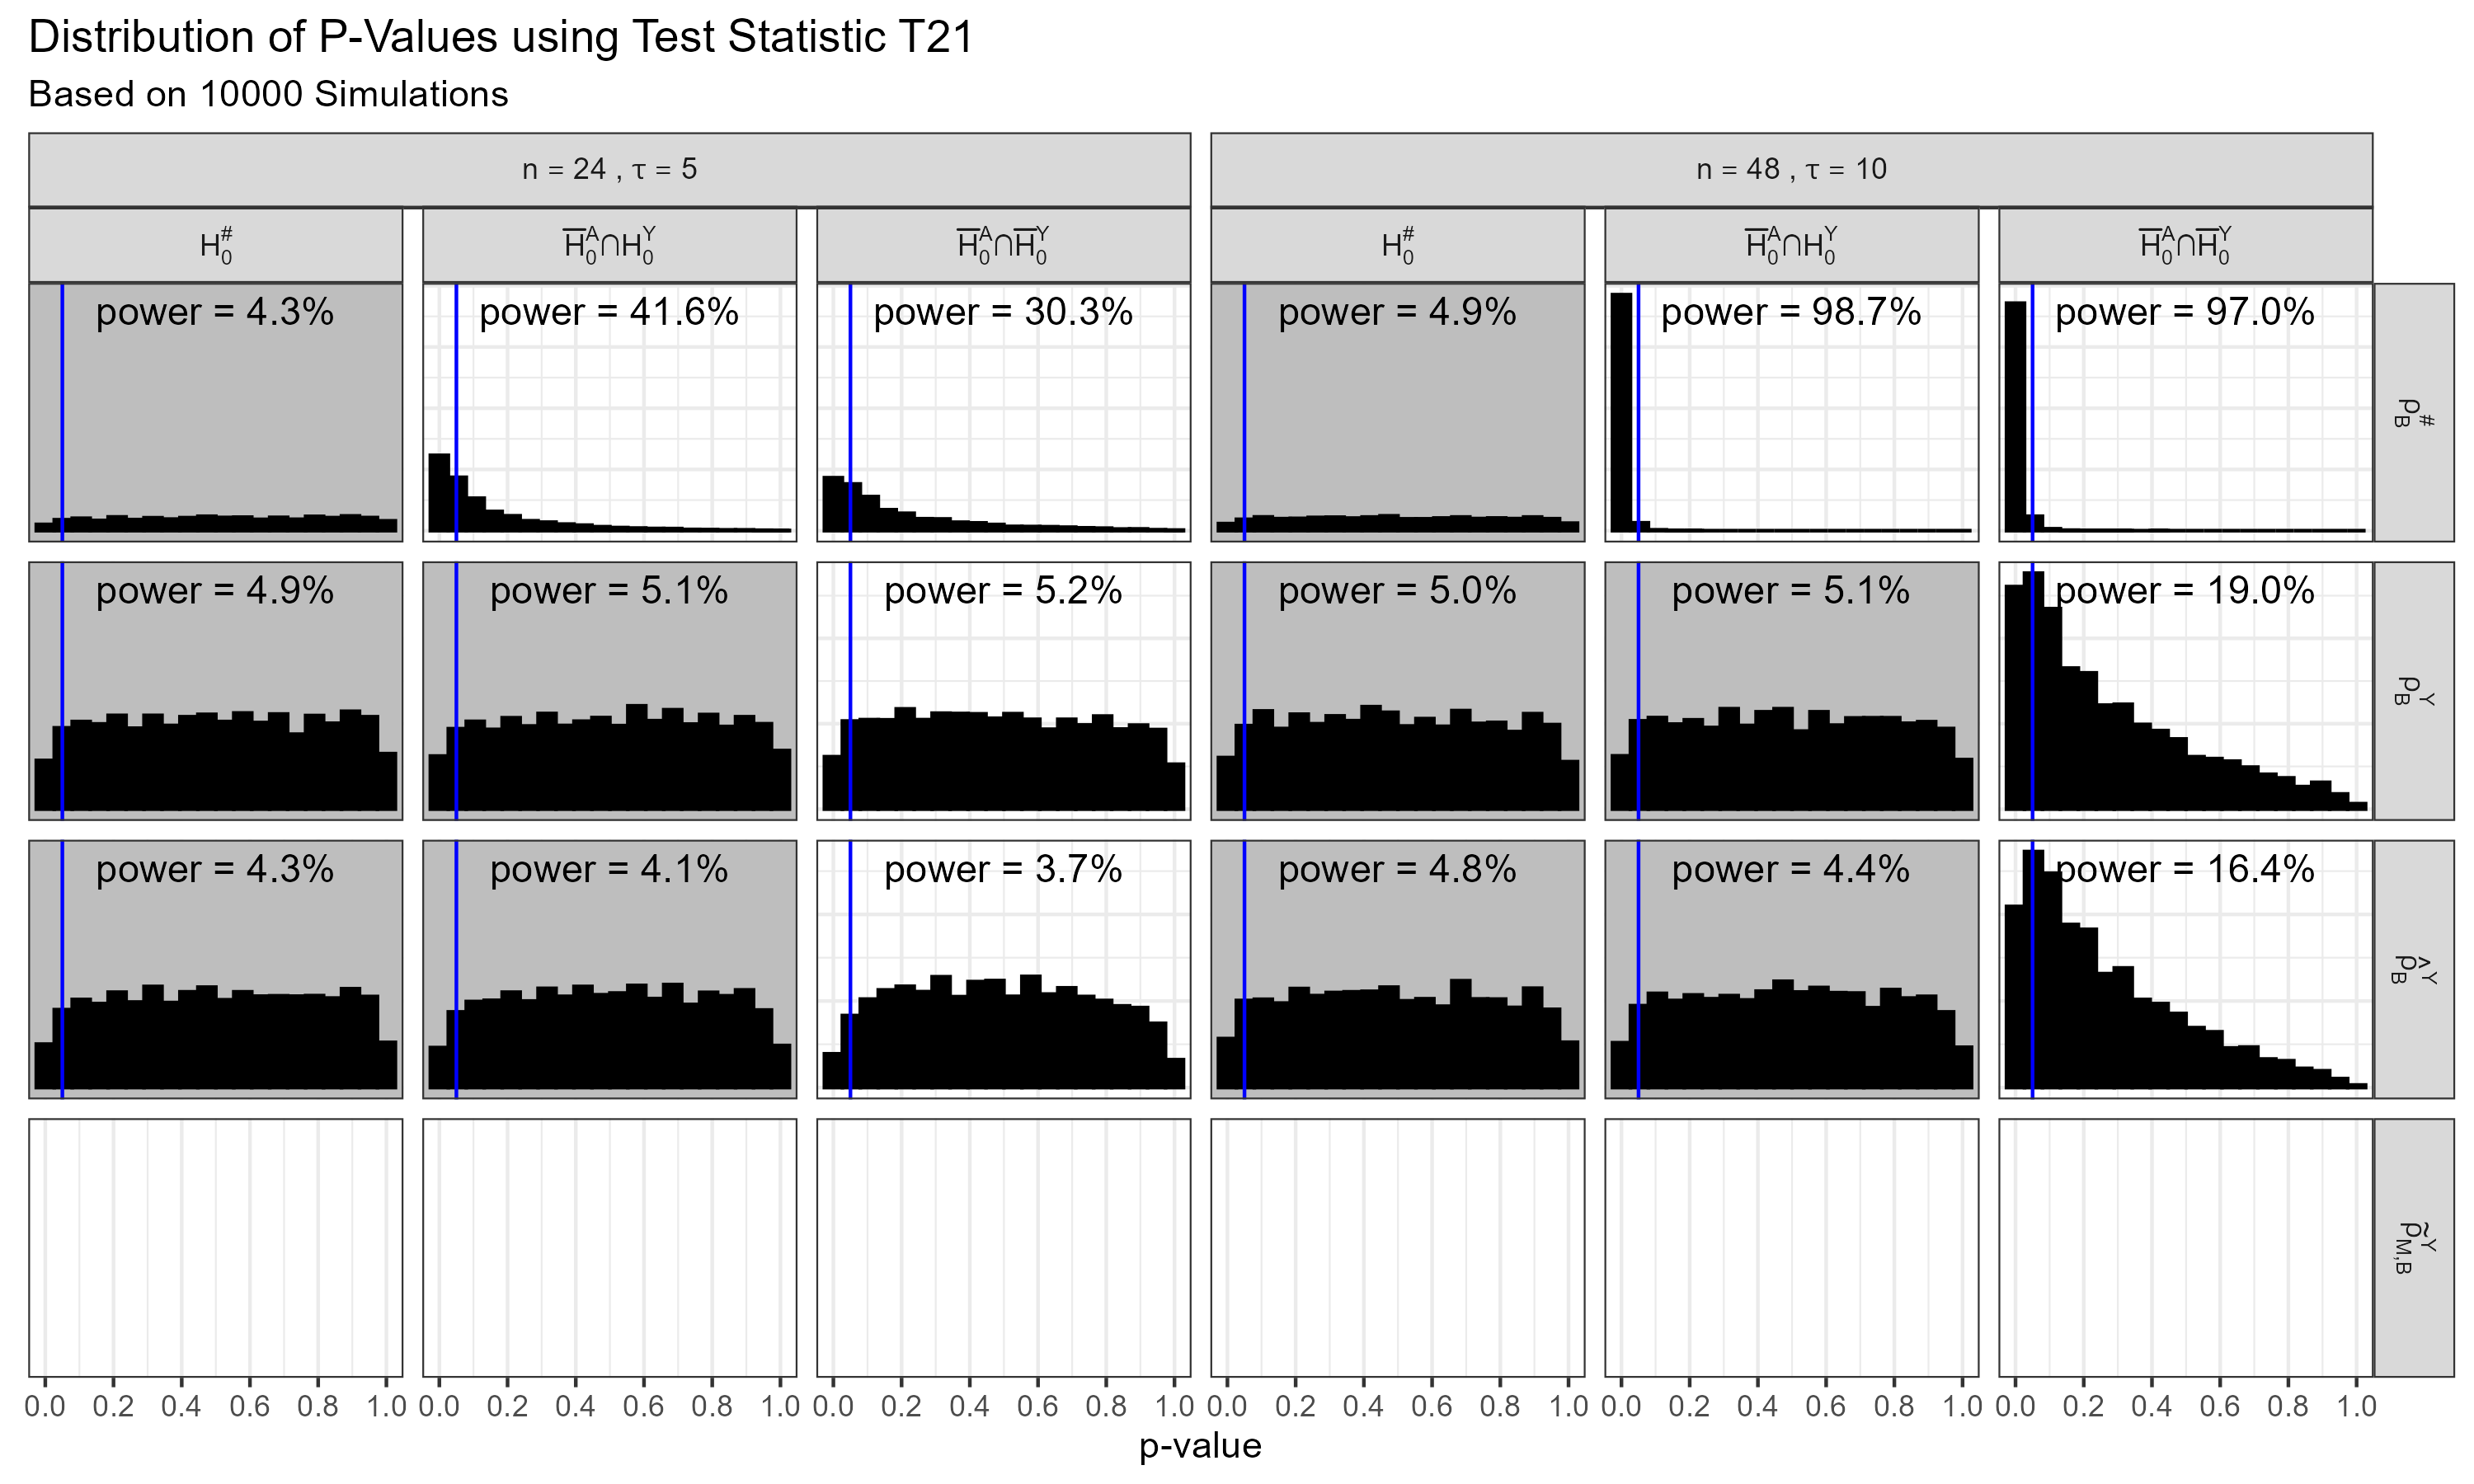 Distribution of P-Values using Test Statistic T21
Based on 10000 Simulations
n = 24 , τ = 5 n = 48 , τ = 10
H₀^# H̅₀^A∩H₀^Y H̅₀^A∩H̅₀^Y H₀^# H̅₀^A∩H₀^Y H̅₀^A∩H̅₀^Y
power = 4.3% power = 41.6% power = 30.3% power = 4.9% power = 98.7% power = 97.0% ρ_B^#
power = 4.9% power = 5.1% power = 5.2% power = 5.0% power = 5.1% power = 19.0% ρ_B^Y
power = 4.3% power = 4.1% power = 3.7% power = 4.8% power = 4.4% power = 16.4% ρ̂_B^Y
ρ̃_M,B^Y
0.0 0.2 0.4 0.6 0.8 1.0 0.0 0.2 0.4 0.6 0.8 1.0 0.0 0.2 0.4 0.6 0.8 1.0 0.0 0.2 0.4 0.6 0.8 1.0 0.0 0.2 0.4 0.6 0.8 1.0 0.0 0.2 0.4 0.6 0.8 1.0
p-value